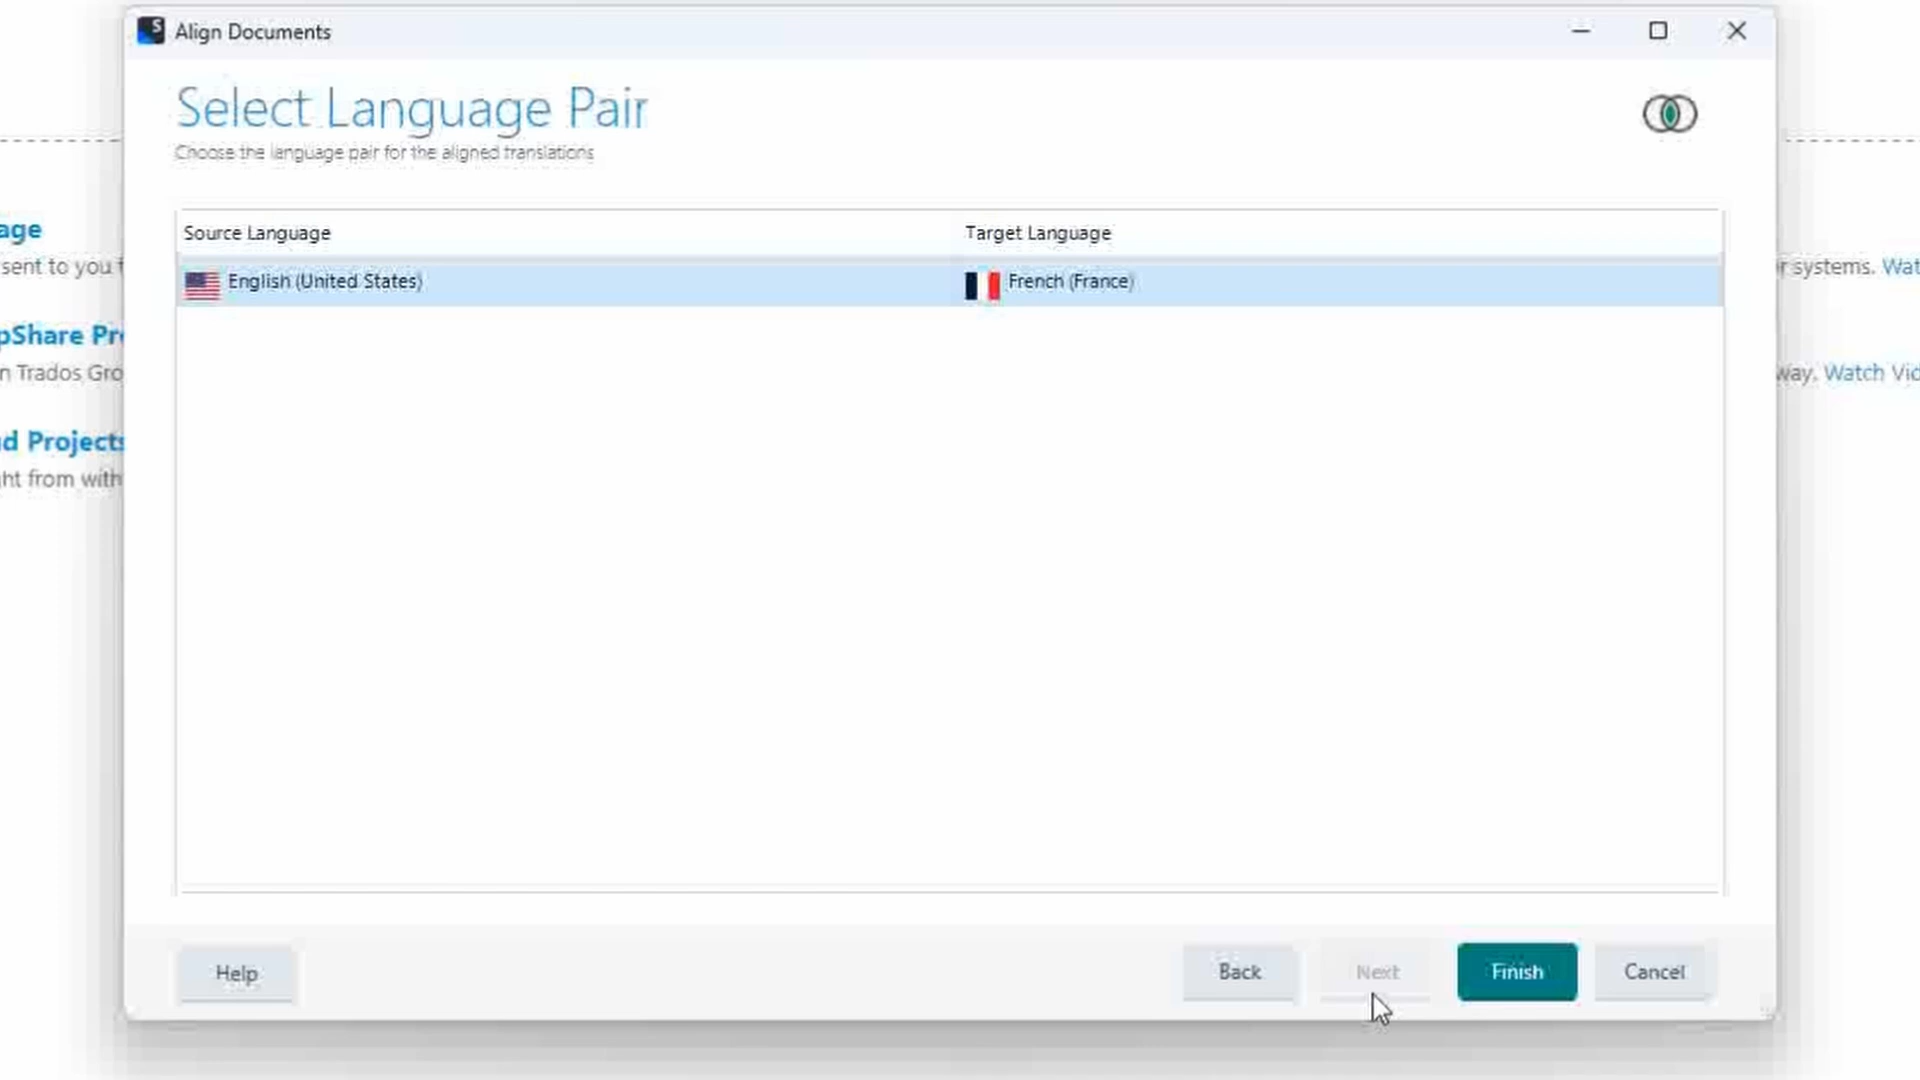 Align Documents
Select Language Pair
Choose the language pair for the aligned translations
Source Language Target Language
English (United States) French (France)
age
sent to you
r systems. Wat
pShare Pr
n Trados Gro
way. Watch Vid
d Projects
ht from with
Help Back Next Finish Cancel